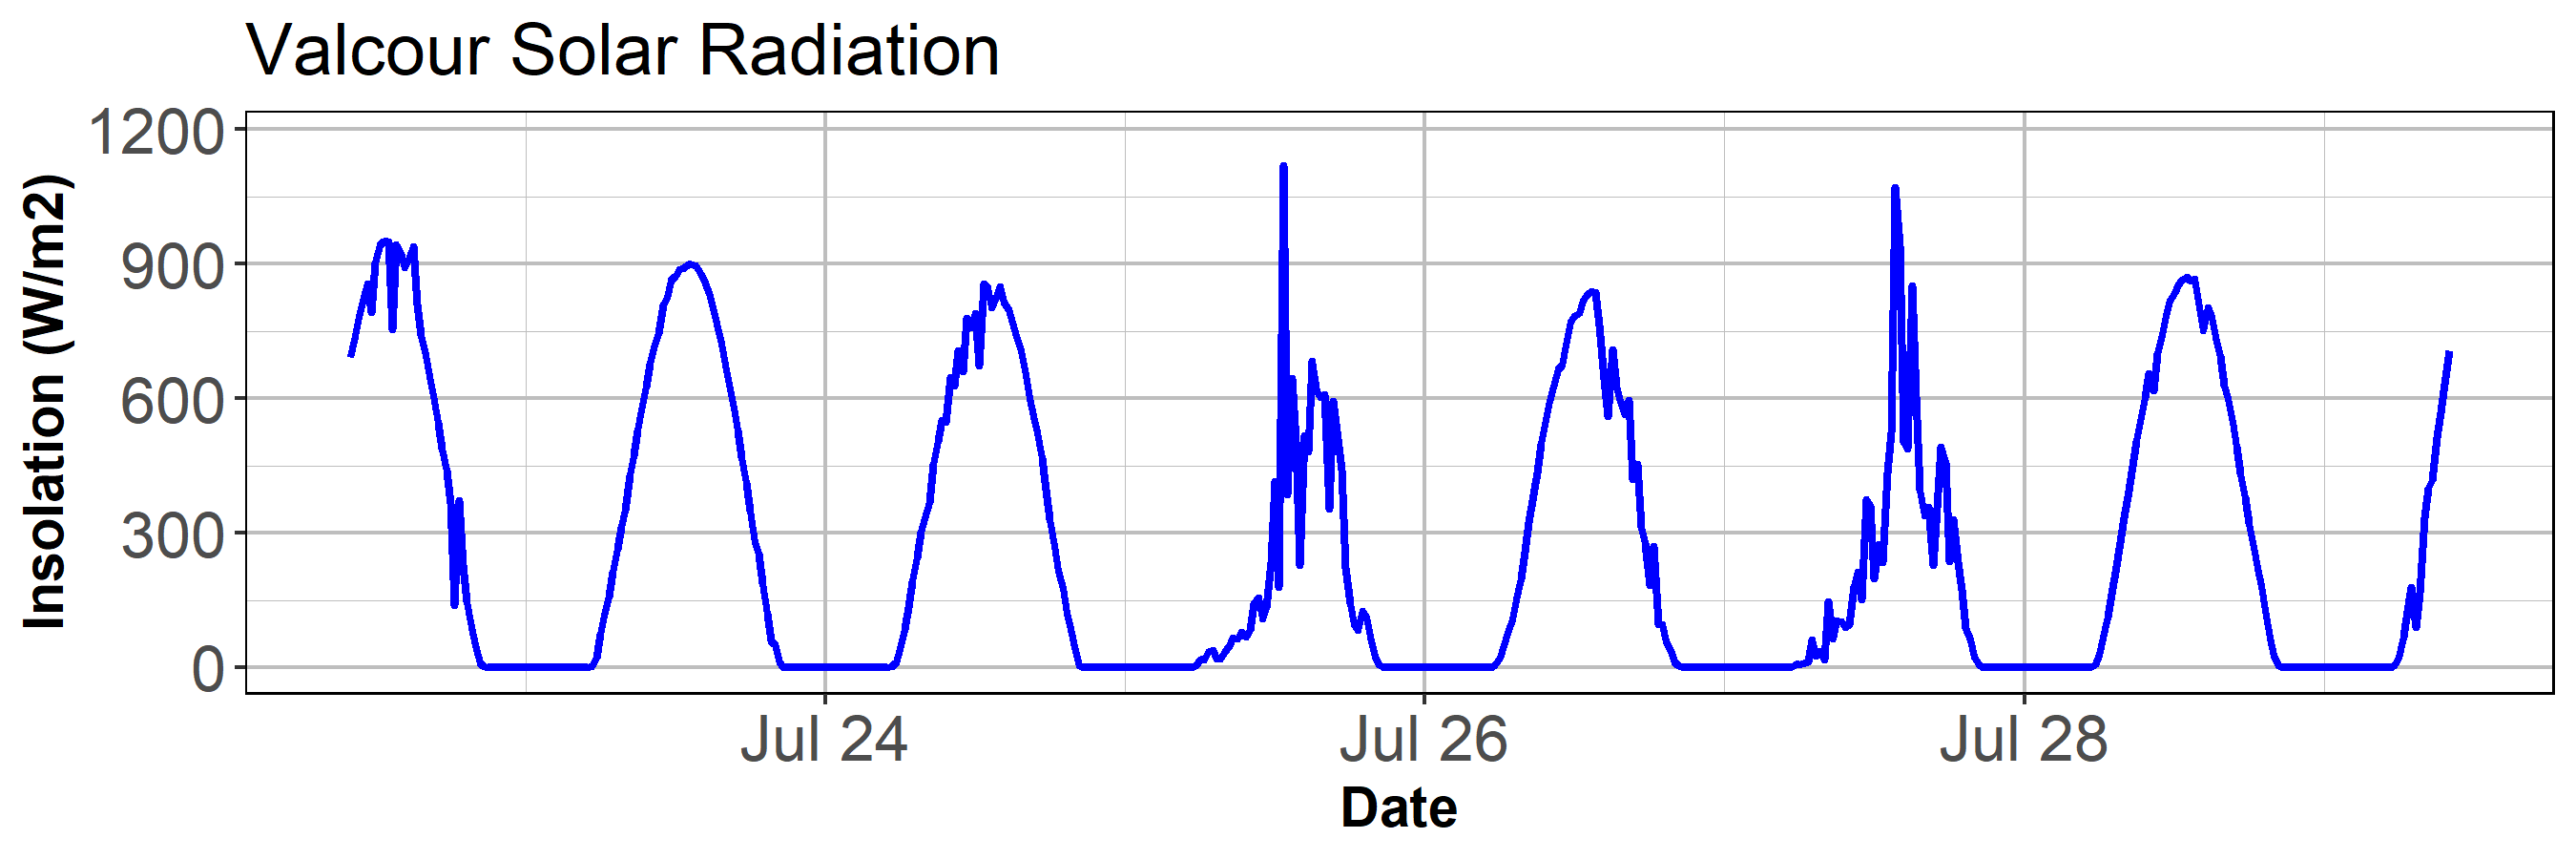 Valcour Solar Radiation
Insolation (W/m2)
1200
900
600
300
0
Jul 24
Jul 26
Jul 28
Date